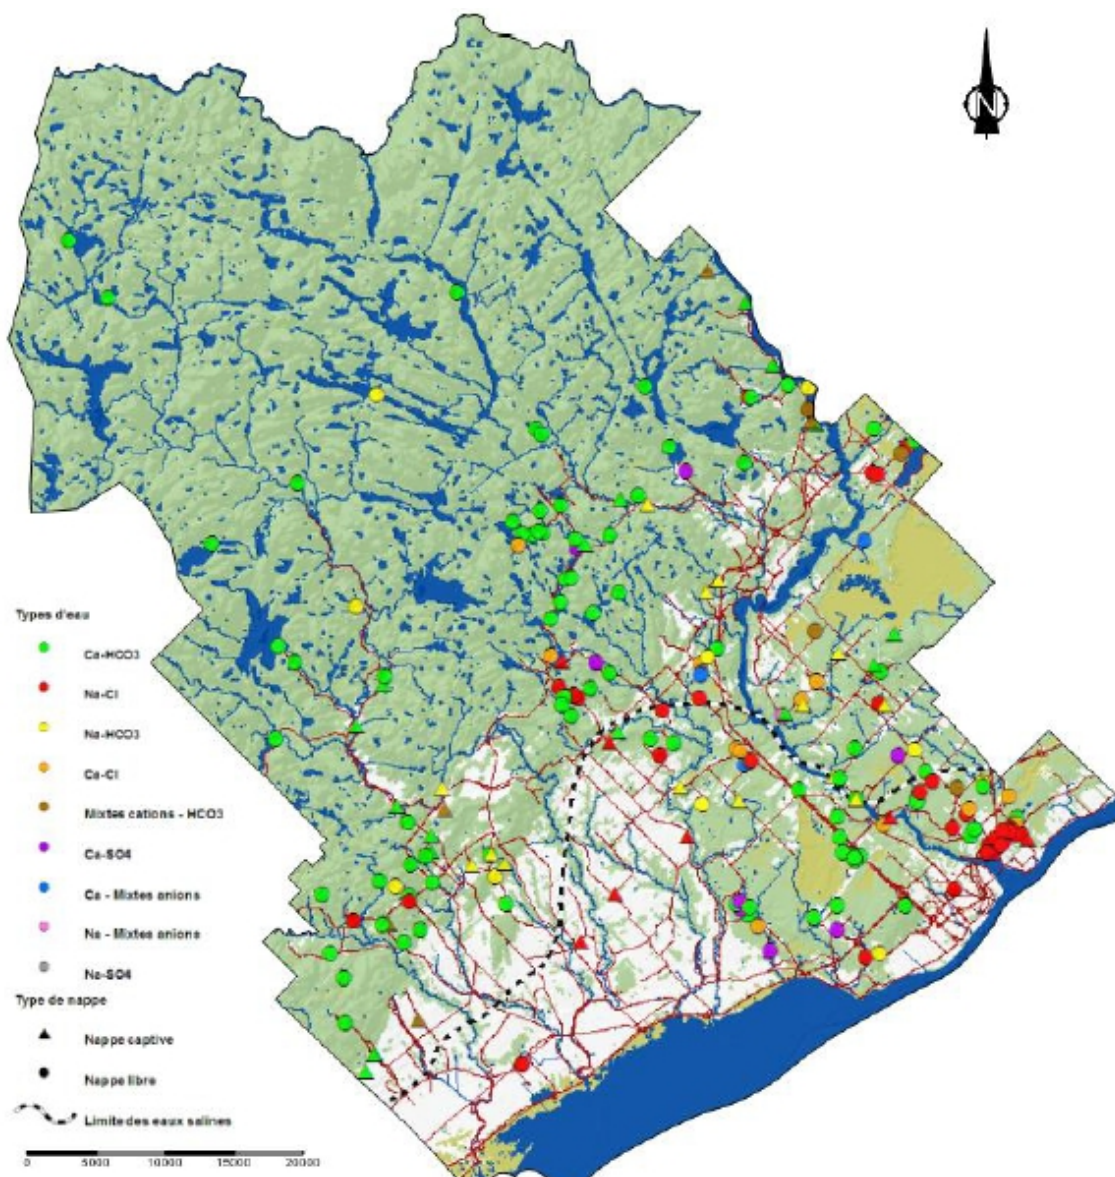 N
Types d'eau
Ca-HCO3
Na-Cl
Na-HCO3
Ca-Cl
Mixtes cations - HCO3
Ca-SO4
Ca - Mixtes anions
Na - Mixtes anions
Na-SO4
Type de nappe
Nappe captive
Nappe libre
Limite des eaux salines
0 5000 10000 15000 20000